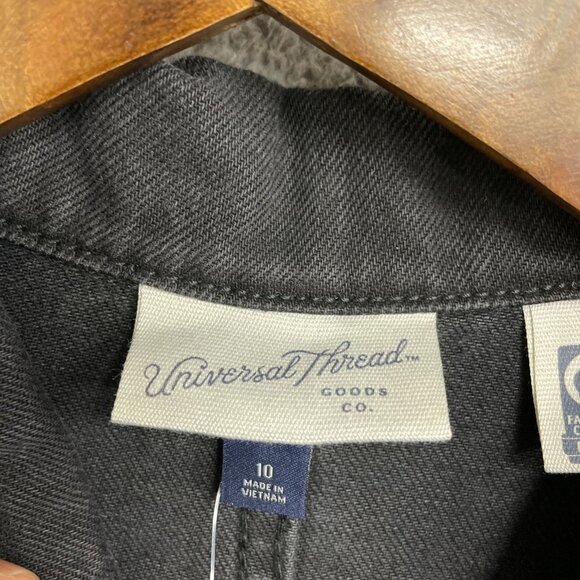 Universal Thread™
GOODS
CO.
10
MADE IN
VIETNAM